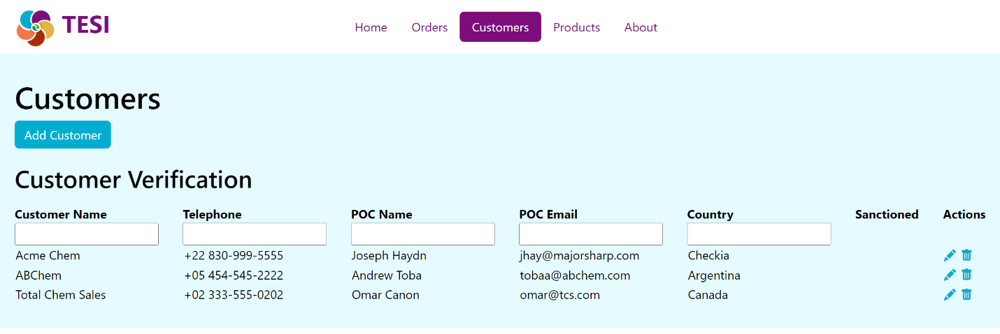 TESI
Home Orders Customers Products About
Customers
Add Customer
Customer Verification
Customer Name Telephone POC Name POC Email Country Sanctioned Actions
Acme Chem +22 830-999-5555 Joseph Haydn jhay@majorsharp.com Checkia
ABChem +05 454-545-2222 Andrew Toba tobaa@abchem.com Argentina
Total Chem Sales +02 333-555-0202 Omar Canon omar@tcs.com Canada